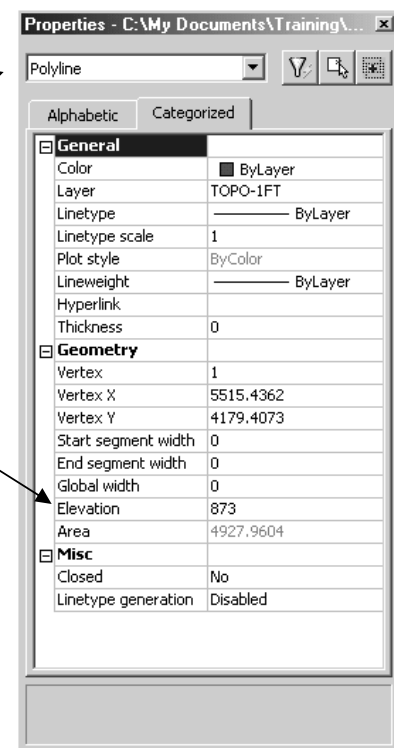 Properties - C:\My Documents\Training\...
Polyline
Alphabetic Categorized
General
Color ByLayer
Layer TOPO-1FT
Linetype ByLayer
Linetype scale 1
Plot style ByColor
Lineweight ByLayer
Hyperlink
Thickness 0
Geometry
Vertex 1
Vertex X 5515.4362
Vertex Y 4179.4073
Start segment width 0
End segment width 0
Global width 0
Elevation 873
Area 4927.9604
Misc
Closed No
Linetype generation Disabled